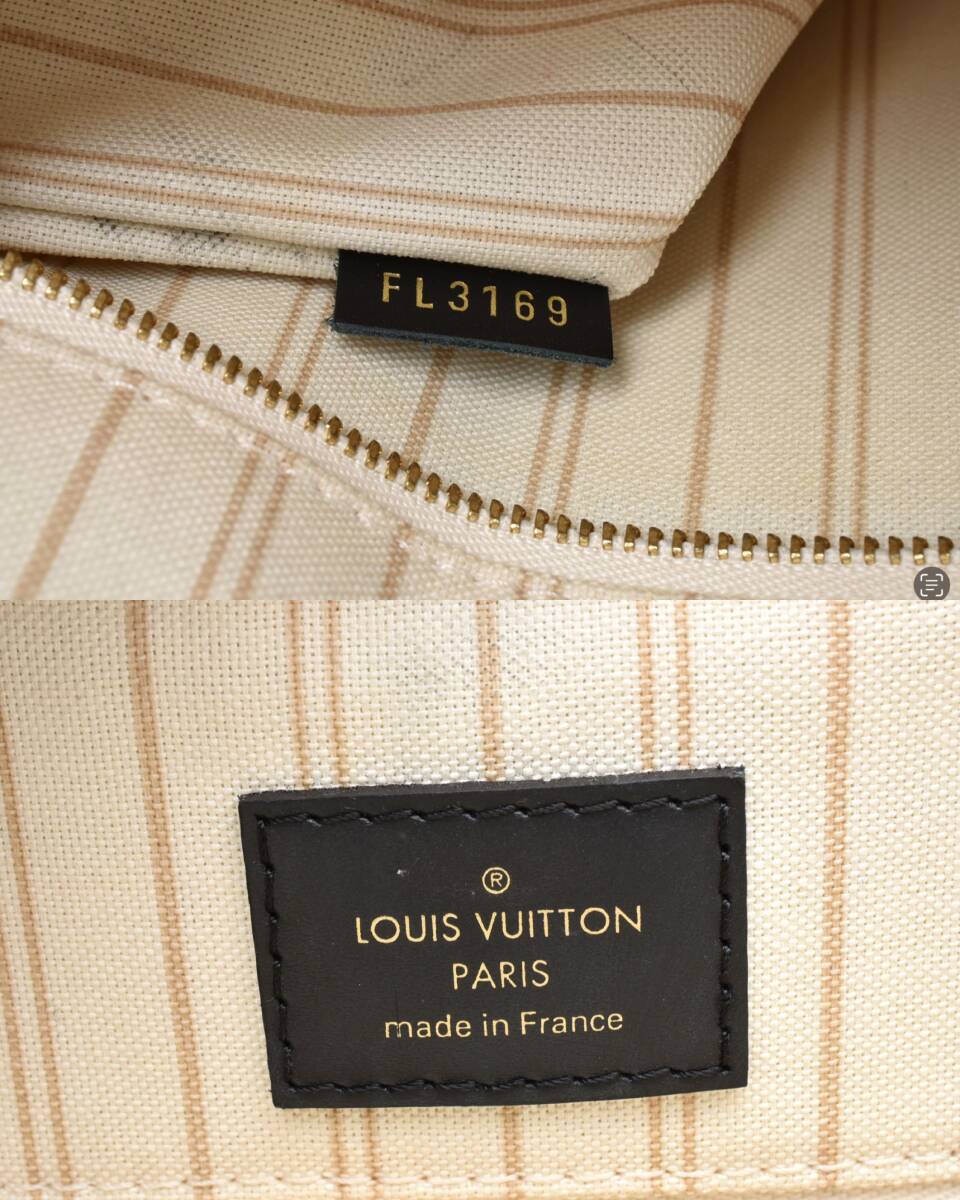 FL3169
®
LOUIS VUITTON
PARIS
made in France